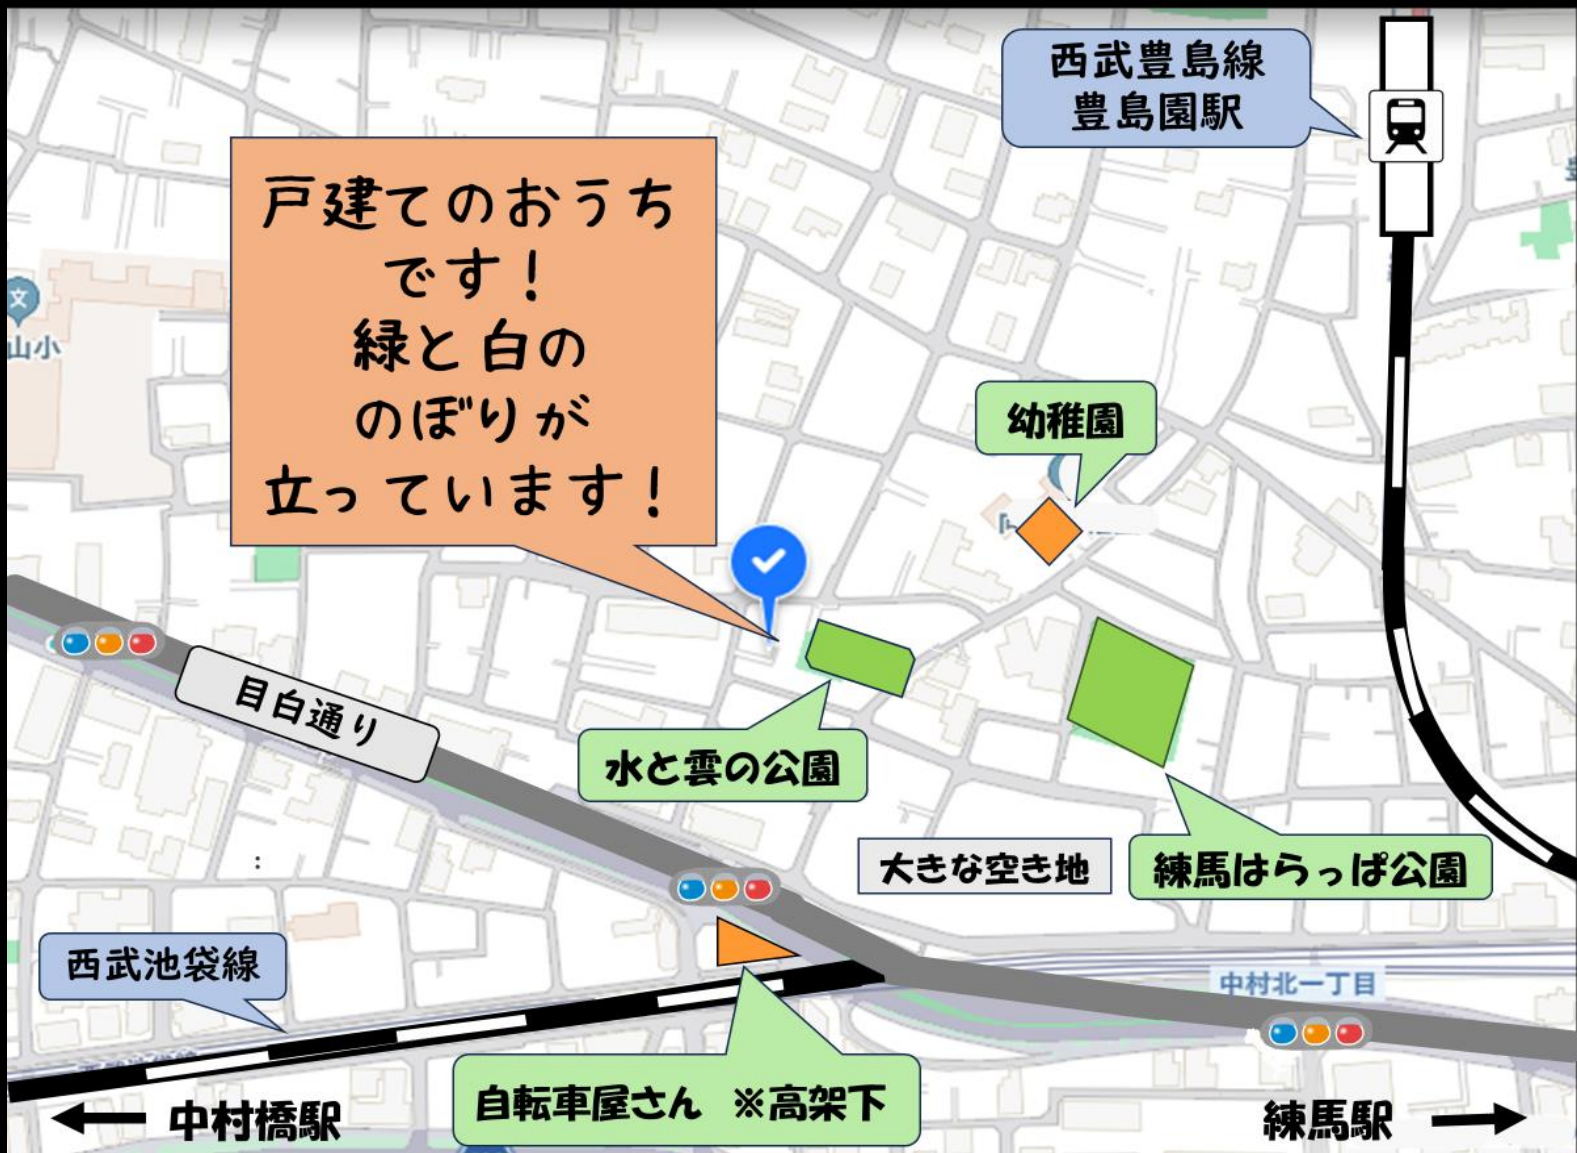 西武豊島線
豊島園駅
戸建てのおうち
です！
緑と白の
のぼりが
立っています！
文
山小
幼稚園
目白通り
水と雲の公園
大きな空き地
練馬はらっぱ公園
：
西武池袋線
中村北一丁目
自転車屋さん　※高架下
中村橋駅
練馬駅